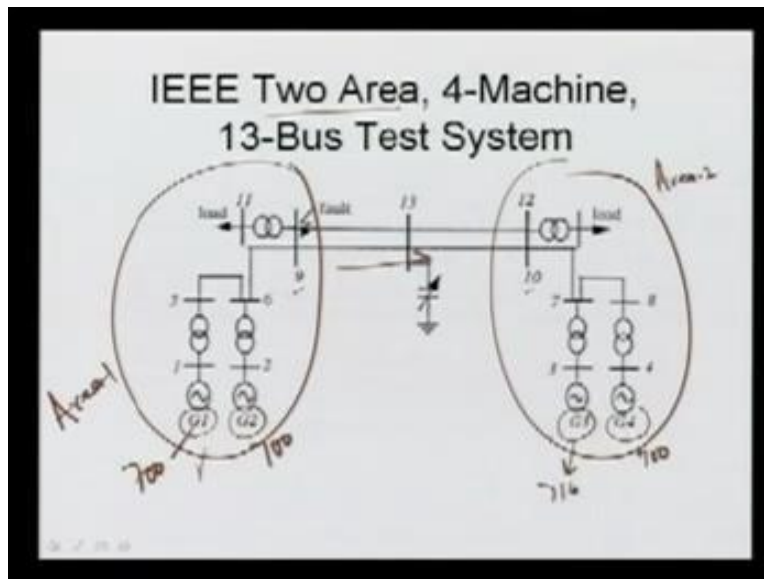 IEEE Two Area, 4-Machine,
13-Bus Test System
Area-2
11
load
fault
13
12
load
9
10
5
6
7
8
1
2
3
4
Area-1
G1
G2
G3
G4
700
700
716
700